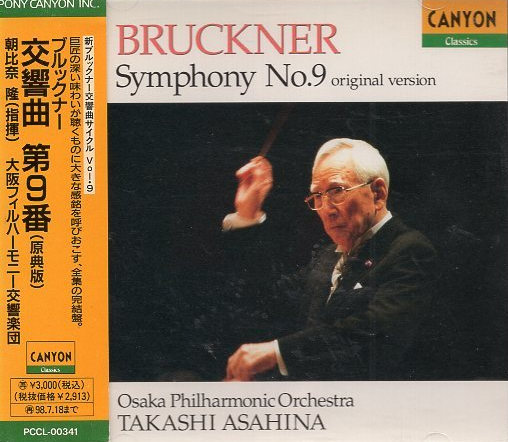 PONY CANYON INC.
新ブルックナー交響曲サイクル Vol.9
巨匠の深い味わいが聴くものに大きな感銘を呼びおこす、全集の完結盤。
ブルックナー
交響曲 第9番(原典版)
朝比奈 隆(指揮) 大阪フィルハーモニー交響楽団
CANYON
Classics
¥3,000(税込)
(税抜価格¥2,913)
98.7.18まで
PCCL-00341
BRUCKNER
Symphony No.9 original version
CANYON
Classics
Osaka Philharmonic Orchestra
TAKASHI ASAHINA